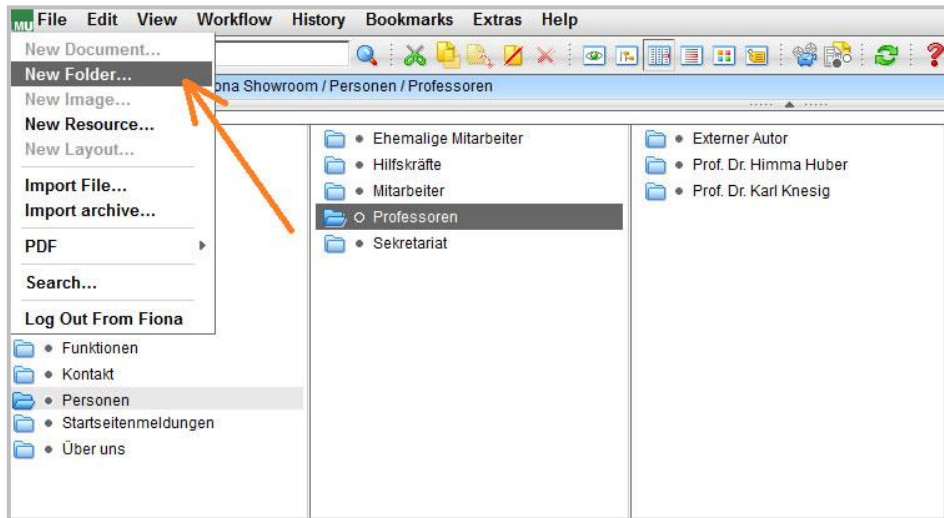 MU File Edit View Workflow History Bookmarks Extras Help
New Document...
New Folder...
New Image...
New Resource...
New Layout...
Import File...
Import archive...
PDF
Search...
Log Out From Fiona
ona Showroom / Personen / Professoren
Funktionen
Kontakt
Personen
Startseitenmeldungen
Über uns
Ehemalige Mitarbeiter
Hilfskräfte
Mitarbeiter
Professoren
Sekretariat
Externer Autor
Prof. Dr. Himma Huber
Prof. Dr. Karl Knesig